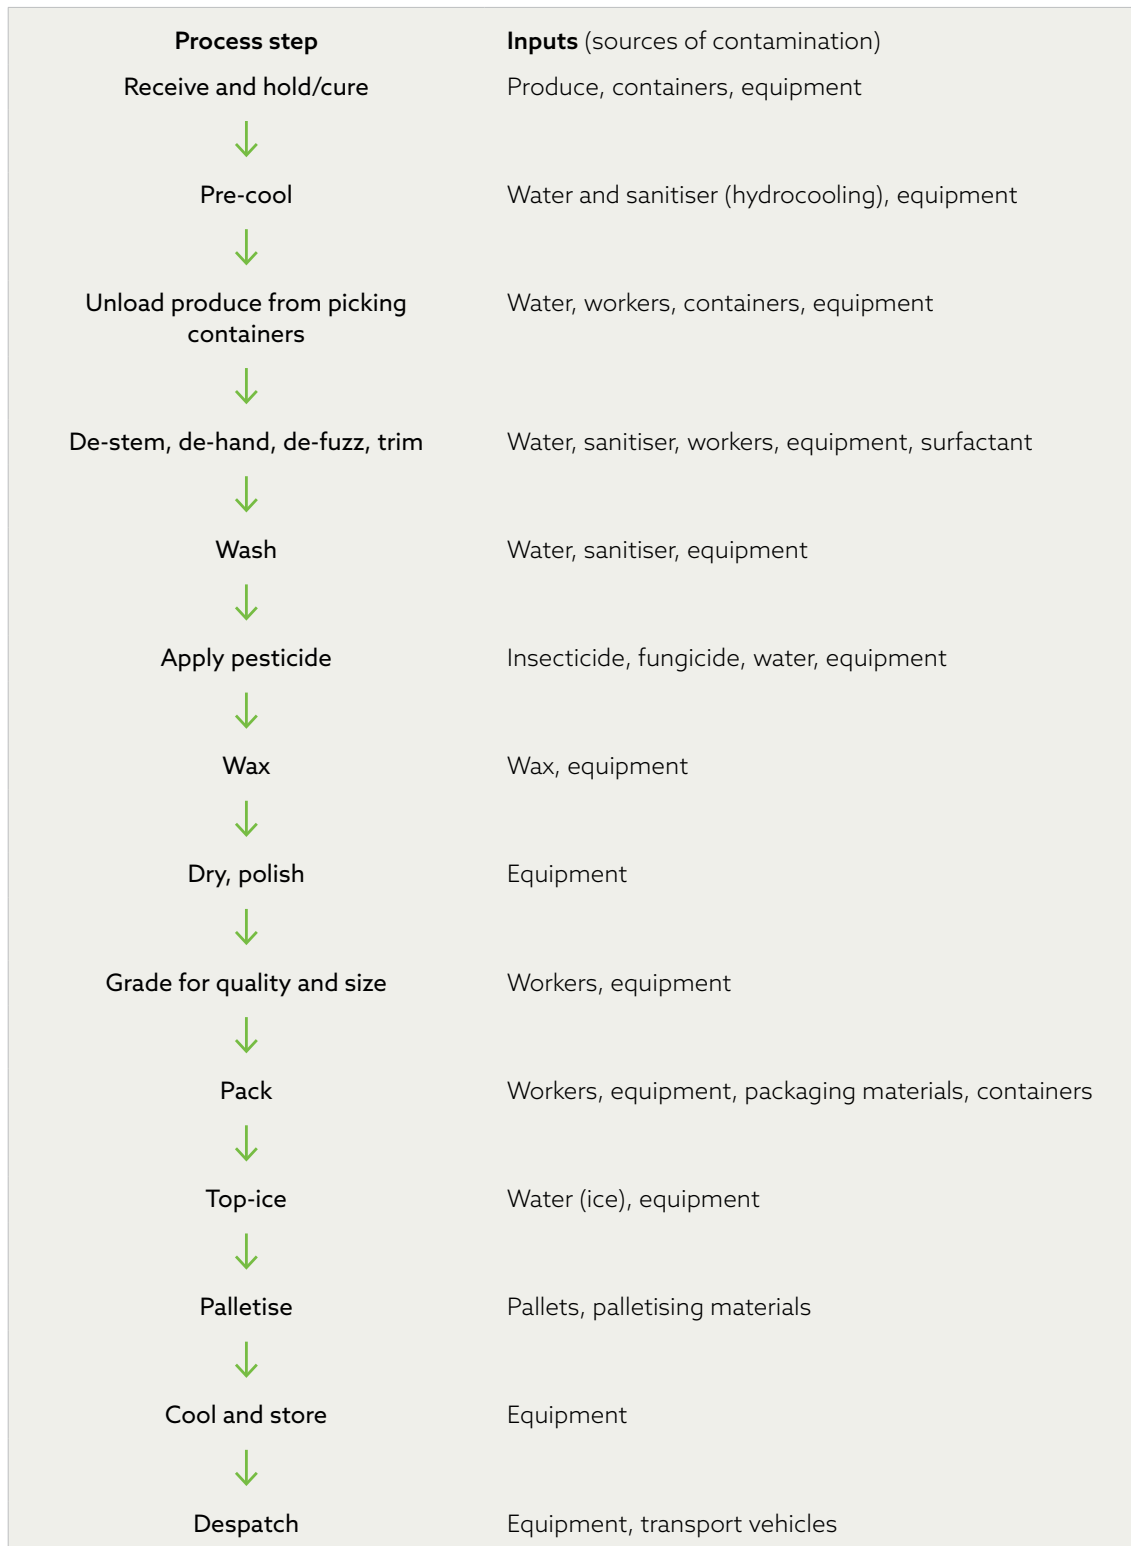 Process step Inputs (sources of contamination)
Receive and hold/cure Produce, containers, equipment
Pre-cool Water and sanitiser (hydrocooling), equipment
Unload produce from picking Water, workers, containers, equipment
containers
De-stem, de-hand, de-fuzz, trim Water, sanitiser, workers, equipment, surfactant
Wash Water, sanitiser, equipment
Apply pesticide Insecticide, fungicide, water, equipment
Wax Wax, equipment
Dry, polish Equipment
Grade for quality and size Workers, equipment
Pack Workers, equipment, packaging materials, containers
Top-ice Water (ice), equipment
Palletise Pallets, palletising materials
Cool and store Equipment
Despatch Equipment, transport vehicles